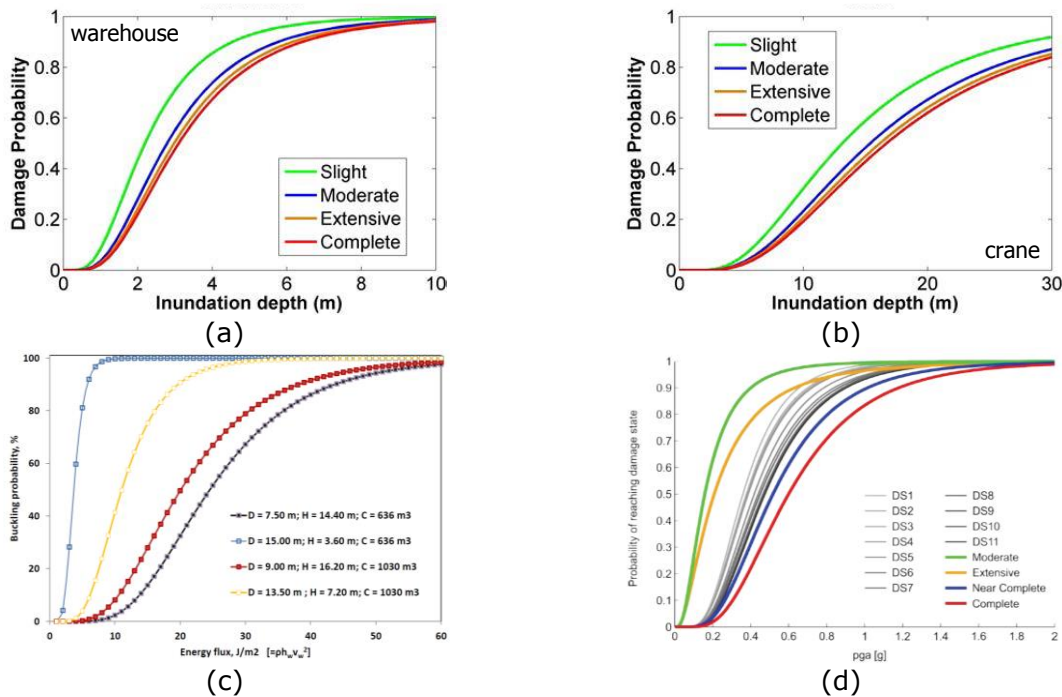 1
0.8
0.6
0.4
0.2
0
0 2 4 6 8 10
Damage Probability
Inundation depth (m)
warehouse
Slight
Moderate
Extensive
Complete
(a)
1
0.8
0.6
0.4
0.2
0
0 10 20 30
Damage Probability
Inundation depth (m)
Slight
Moderate
Extensive
Complete
crane
(b)
100
80
60
40
20
0
0 10 20 30 40 50 60
Buckling probability, %
Energy flux, J/m2 [=ρhwvw²]
D = 7.50 m; H = 14.40 m; C = 636 m3
D = 15.00 m; H = 3.60 m; C = 636 m3
D = 9.00 m; H = 16.20 m; C = 1030 m3
D = 13.50 m; H = 7.20 m; C = 1030 m3
(c)
1
0.9
0.8
0.7
0.6
0.5
0.4
0.3
0.2
0.1
0
0 0.2 0.4 0.6 0.8 1 1.2 1.4 1.6 1.8 2
Probability of reaching damage state
pga [g]
DS1
DS2
DS3
DS4
DS5
DS6
DS7
DS8
DS9
DS10
DS11
Moderate
Extensive
Near Complete
Complete
(d)